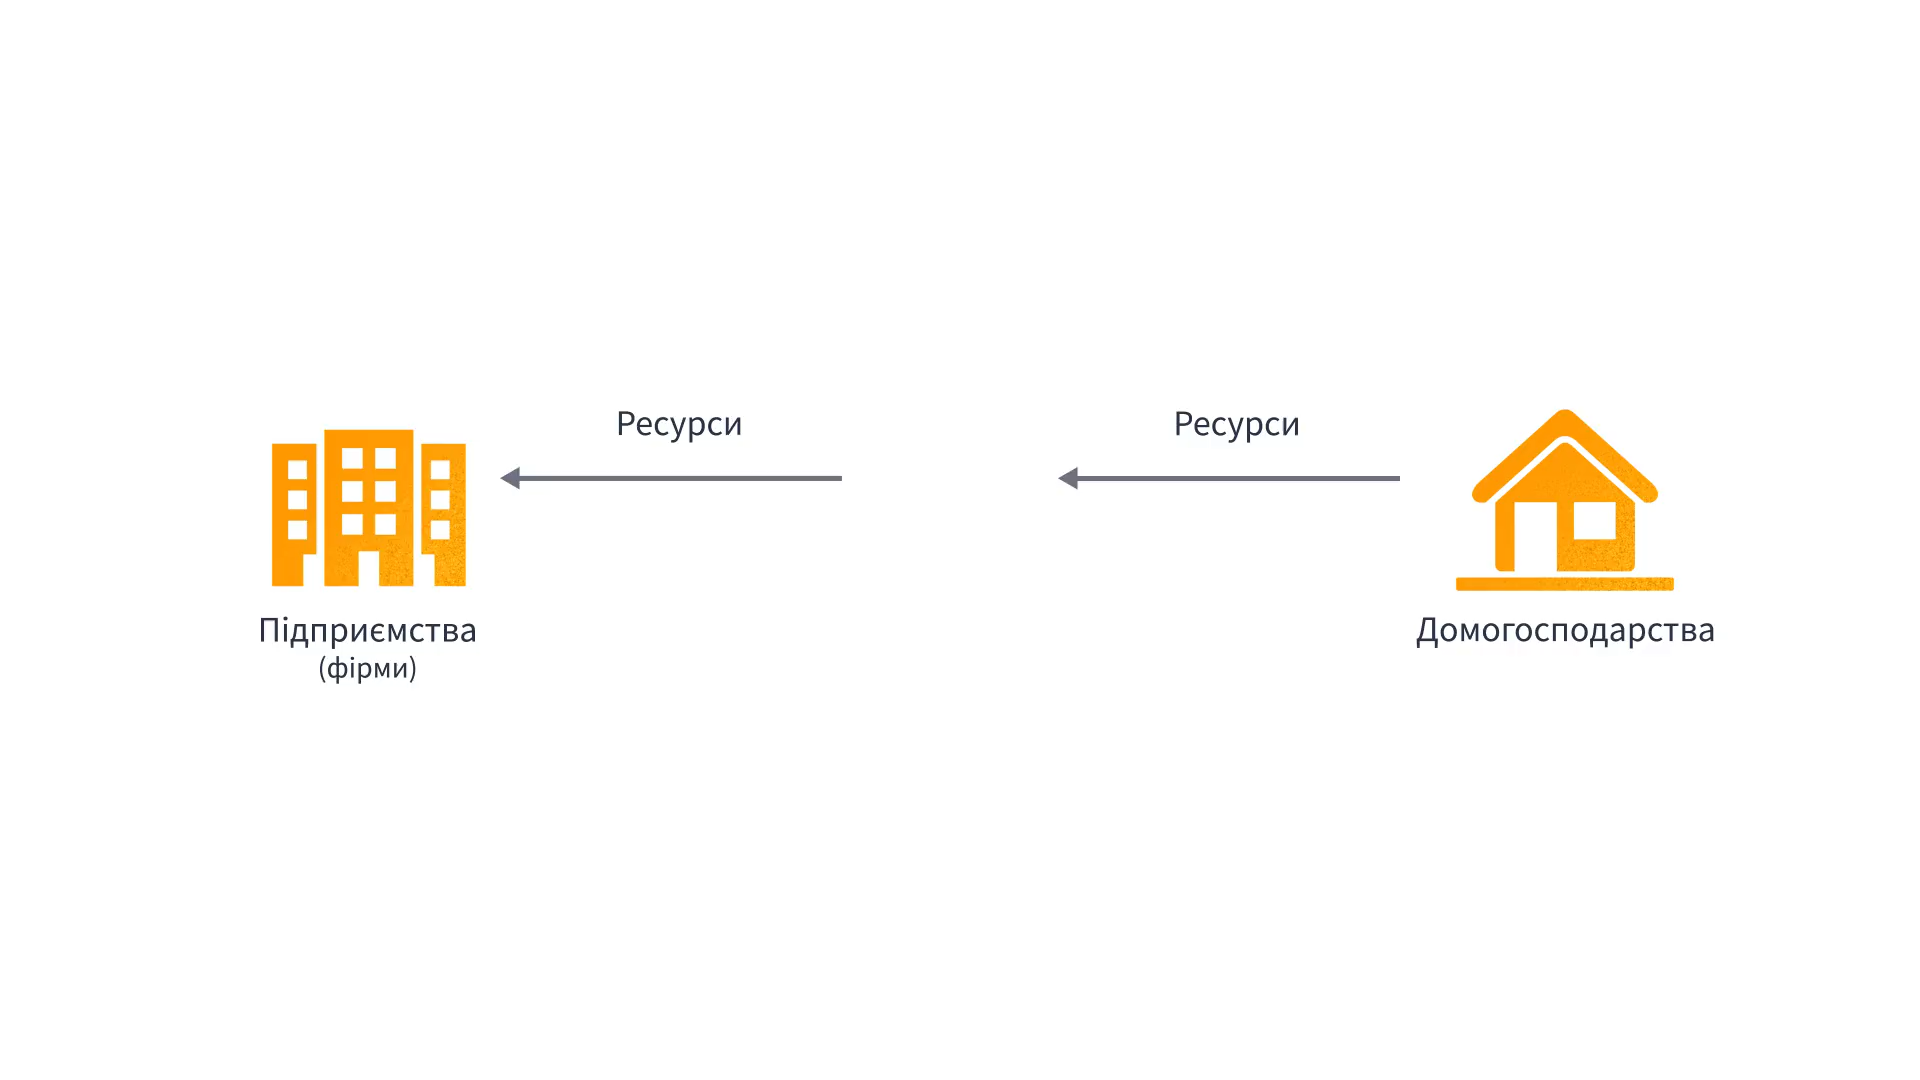 Ресурси
Ресурси
Підприємства
(фірми)
Домогосподарства